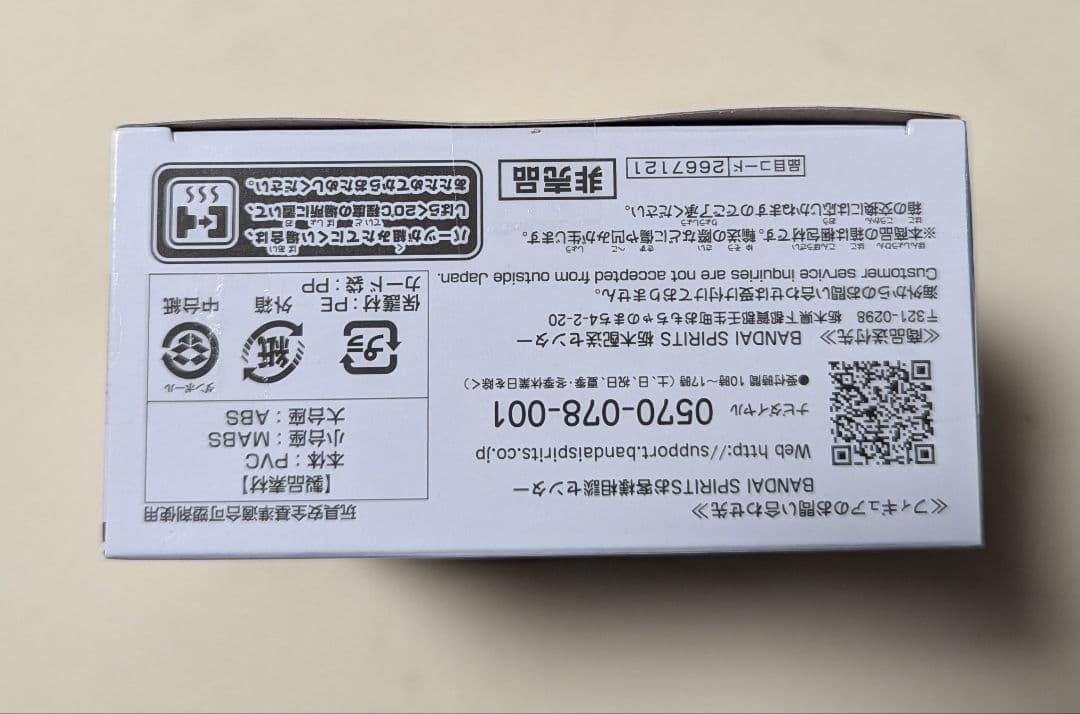 ≪フィギュアのお問い合わせ先≫
BANDAI SPIRITSお客様相談センター
Web http://support.bandaispirits.co.jp
ナビダイヤル 0570-078-001
●受付時間 10時〜17時（土、日、祝日、夏季・冬季休業日を除く）
≪商品送付先≫ BANDAI SPIRITS 栃木配送センター
〒321-0298 栃木県下都賀郡壬生町おもちゃのまち4-2-20
海外からのお問い合わせは受け付けておりません。
Customer service inquiries are not accepted from outside Japan.
※本商品の箱は梱包材です。輸送の際などに傷や凹みが生じます。
箱の交換には応じかねますのでご了承ください。
品目コード 2667121
非売品
玩具安全基準適合可塑剤使用
【製品素材】
本体：PVC
小台座：MABS
大台座：ABS
プラ
保護材：PE
カード袋：PP
紙
外箱
ダンボール
中台紙
パーツが組みたてにくい場合は、
しばらく20℃程度の場所に置いて、
あたためてからおためしください。